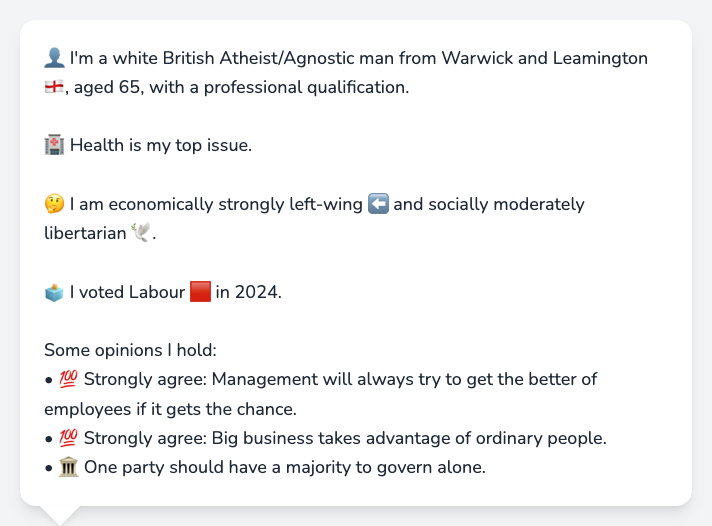 👤 I'm a white British Atheist/Agnostic man from Warwick and Leamington
🏴󠁧󠁢󠁥󠁮󠁧󠁿, aged 65, with a professional qualification.
🏥 Health is my top issue.
🤔 I am economically strongly left-wing ⬅️ and socially moderately
libertarian 🕊️.
🗳️ I voted Labour 🟥 in 2024.
Some opinions I hold:
• 💯 Strongly agree: Management will always try to get the better of
employees if it gets the chance.
• 💯 Strongly agree: Big business takes advantage of ordinary people.
• 🏛️ One party should have a majority to govern alone.